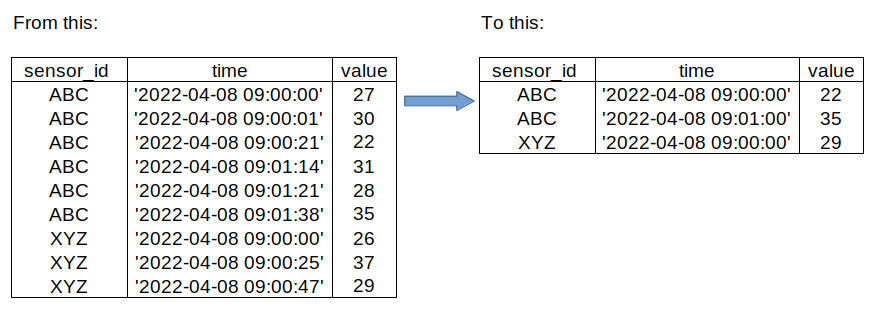 From this:
To this:
sensor_id time value
ABC '2022-04-08 09:00:00' 27
ABC '2022-04-08 09:00:01' 30
ABC '2022-04-08 09:00:21' 22
ABC '2022-04-08 09:01:14' 31
ABC '2022-04-08 09:01:21' 28
ABC '2022-04-08 09:01:38' 35
XYZ '2022-04-08 09:00:00' 26
XYZ '2022-04-08 09:00:25' 37
XYZ '2022-04-08 09:00:47' 29
sensor_id time value
ABC '2022-04-08 09:00:00' 22
ABC '2022-04-08 09:01:00' 35
XYZ '2022-04-08 09:00:00' 29